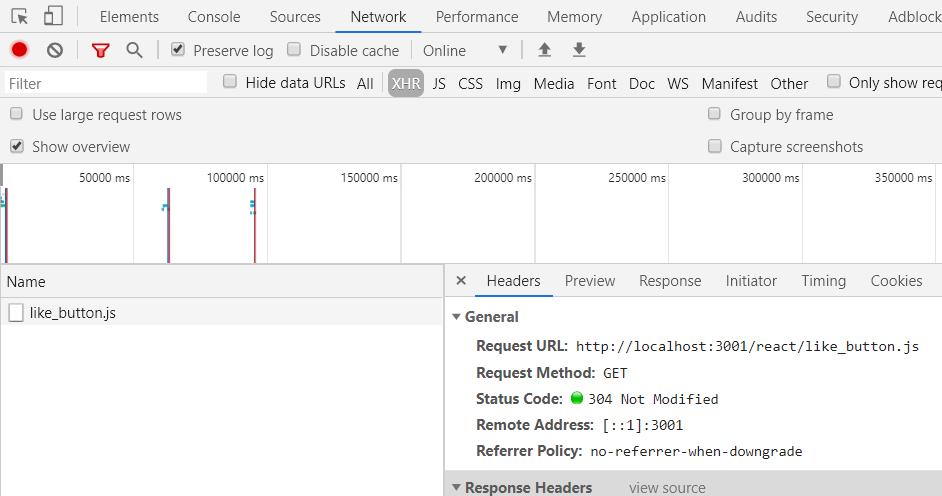 Elements Console Sources Network Performance Memory Application Audits Security Adblock
Preserve log Disable cache Online
Filter Hide data URLs All XHR JS CSS Img Media Font Doc WS Manifest Other Only show req
Use large request rows Group by frame
Show overview Capture screenshots
50000 ms 100000 ms 150000 ms 200000 ms 250000 ms 300000 ms 350000 ms
Name Headers Preview Response Initiator Timing Cookies
like_button.js
General
Request URL: http://localhost:3001/react/like_button.js
Request Method: GET
Status Code: 304 Not Modified
Remote Address: [::1]:3001
Referrer Policy: no-referrer-when-downgrade
Response Headers view source